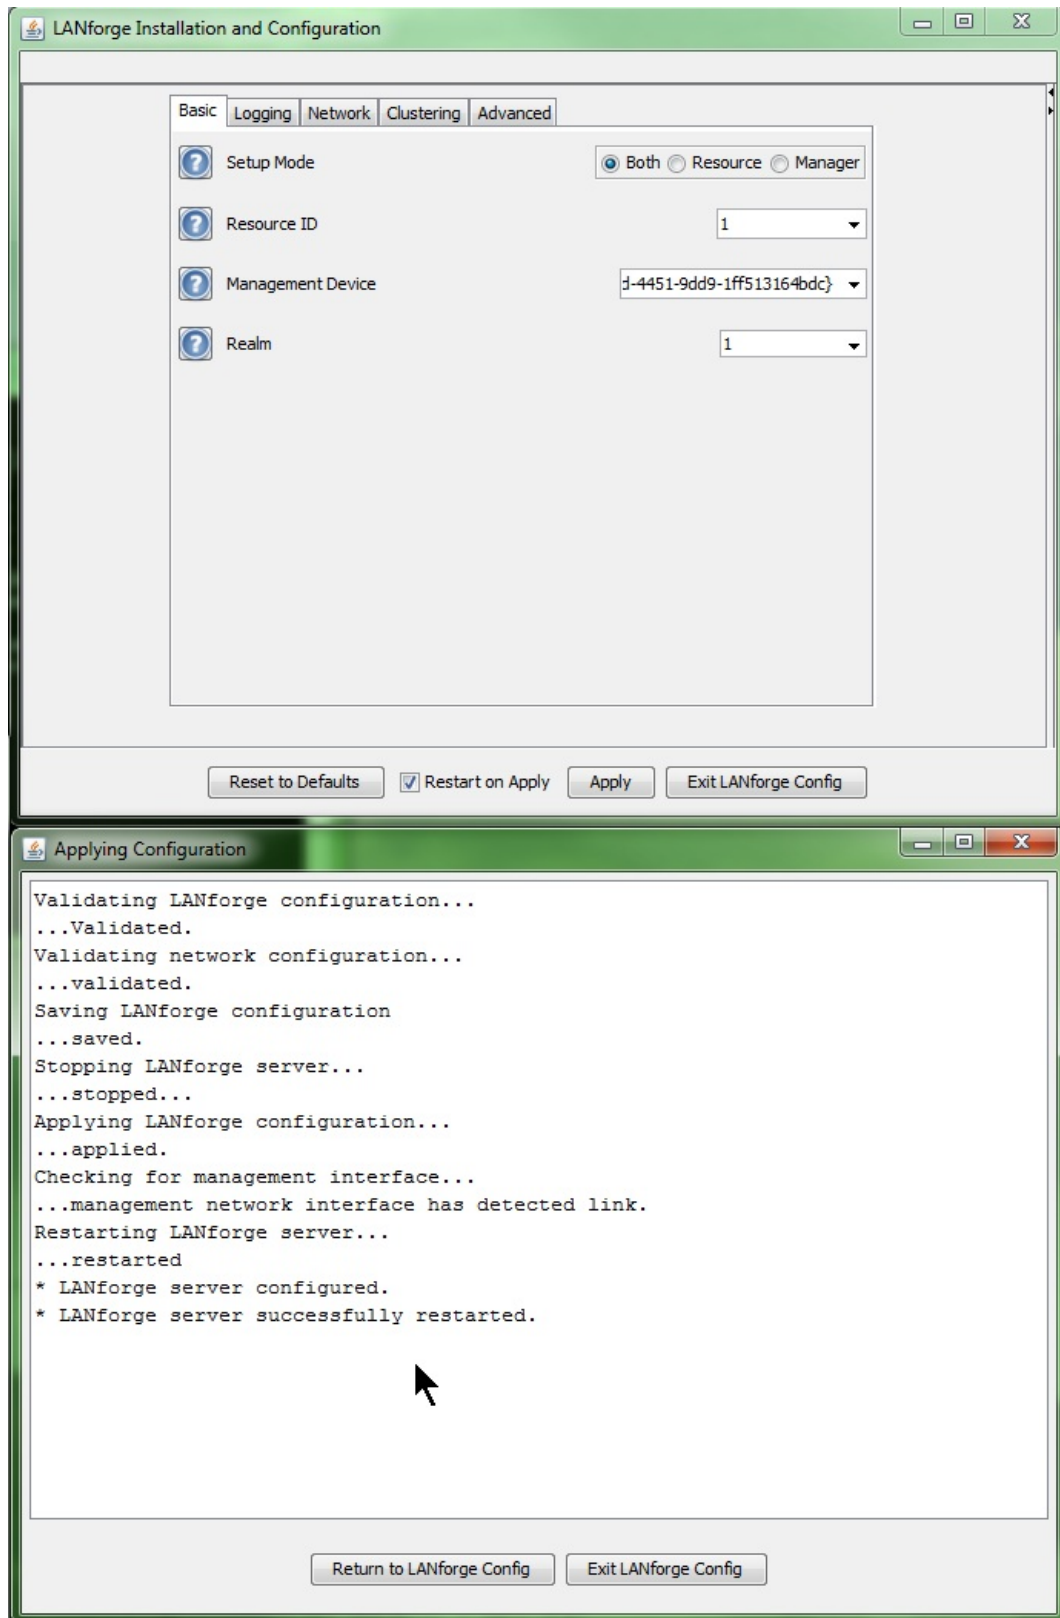 LANforge Installation and Configuration
Basic Logging Network Clustering Advanced
Setup Mode Both Resource Manager
Resource ID 1
Management Device d-4451-9dd9-1ff513164bdc}
Realm 1
Reset to Defaults Restart on Apply Apply Exit LANforge Config
Applying Configuration
Validating LANforge configuration...
...Validated.
Validating network configuration...
...validated.
Saving LANforge configuration
...saved.
Stopping LANforge server...
...stopped...
Applying LANforge configuration...
...applied.
Checking for management interface...
...management network interface has detected link.
Restarting LANforge server...
...restarted
* LANforge server configured.
* LANforge server successfully restarted.
Return to LANforge Config Exit LANforge Config